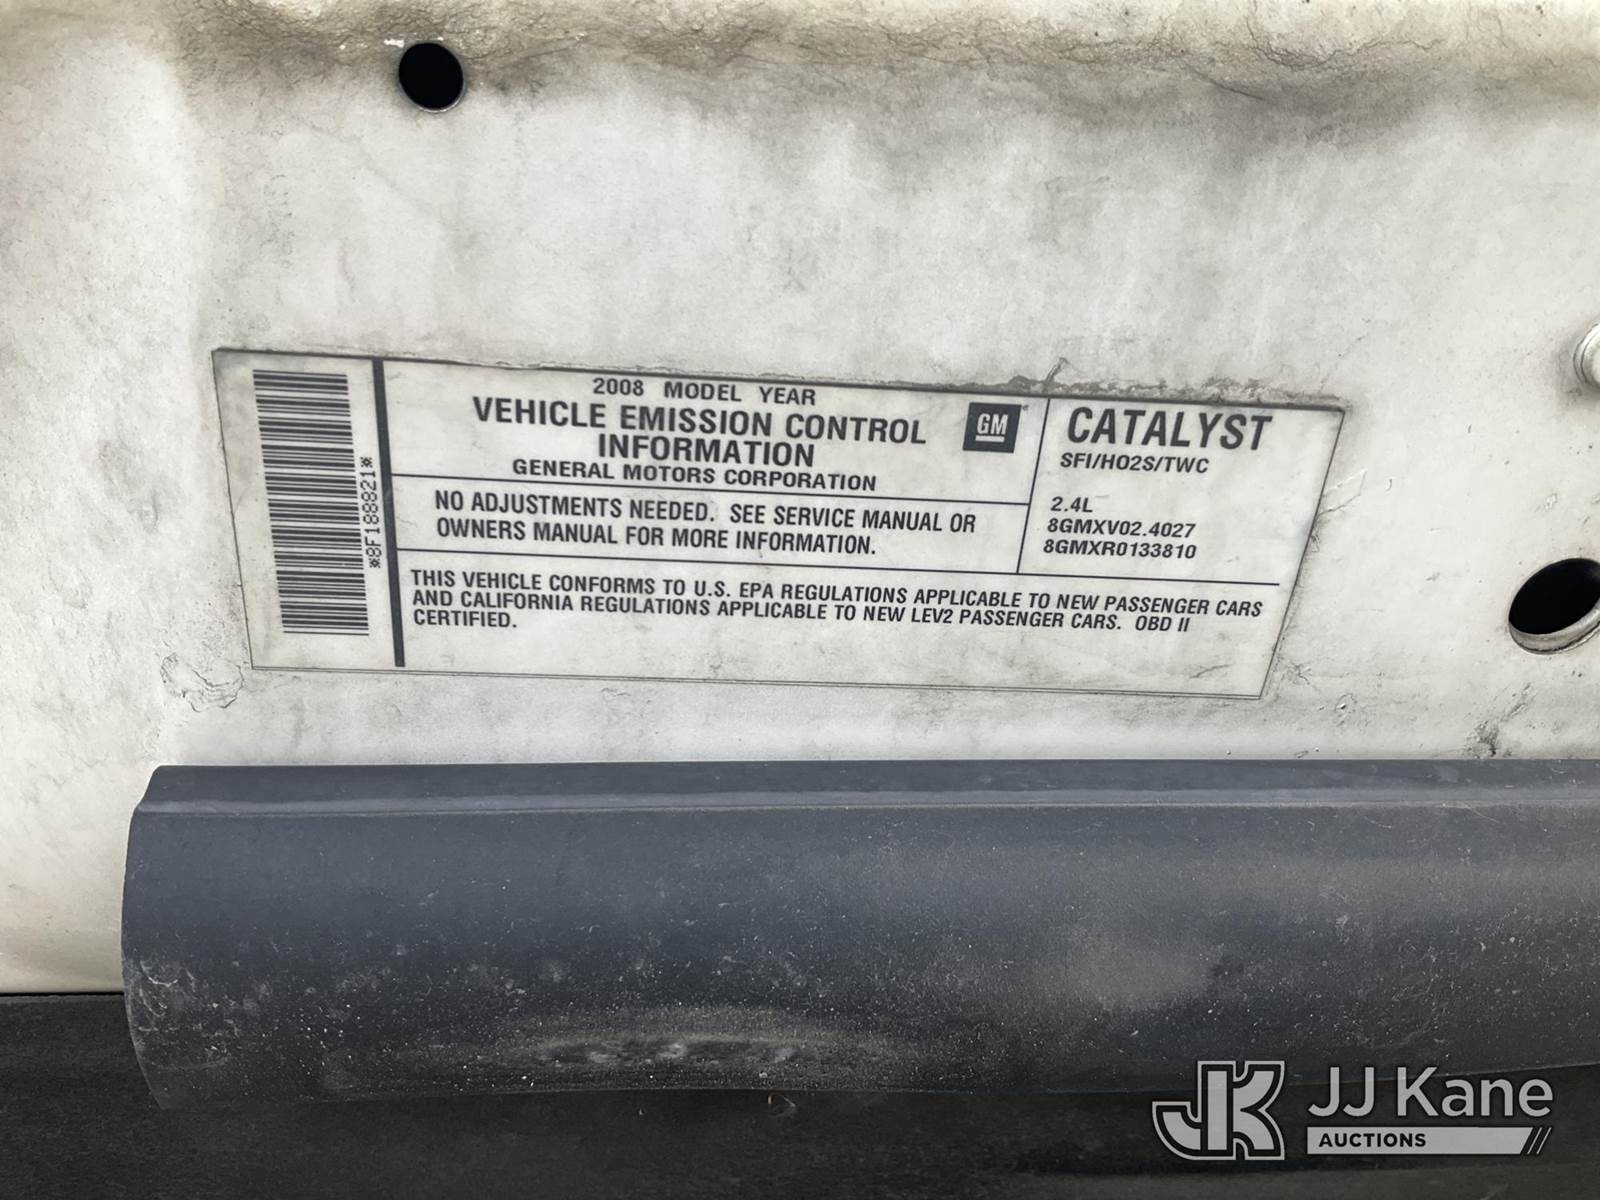 2008 MODEL YEAR
VEHICLE EMISSION CONTROL
INFORMATION
GENERAL MOTORS CORPORATION
GM
NO ADJUSTMENTS NEEDED. SEE SERVICE MANUAL OR
OWNERS MANUAL FOR MORE INFORMATION.
CATALYST
SFI/HO2S/TWC
2.4L
8GMXV02.4027
8GMXR0133810
THIS VEHICLE CONFORMS TO U.S. EPA REGULATIONS APPLICABLE TO NEW PASSENGER CARS
AND CALIFORNIA REGULATIONS APPLICABLE TO NEW LEV2 PASSENGER CARS. OBD II
CERTIFIED.
*8F188821*
JK
JJ Kane
AUCTIONS